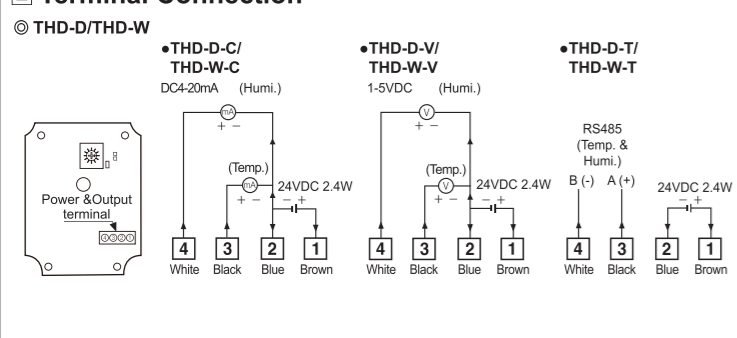 Terminal Connection
◎ THD-D/THD-W
●THD-D-C/
THD-W-C
DC4-20mA (Humi.)
mA
+ −
(Temp.)
mA
+ −
24VDC 2.4W
− +
4 3 2 1
White Black Blue Brown
●THD-D-V/
THD-W-V
1-5VDC (Humi.)
V
+ −
(Temp.)
V
+ −
24VDC 2.4W
− +
4 3 2 1
White Black Blue Brown
●THD-D-T/
THD-W-T
RS485
(Temp. &
Humi.)
B (-) A (+)
24VDC 2.4W
− +
4 3 2 1
White Black Blue Brown
Power &Output
terminal
④③②①